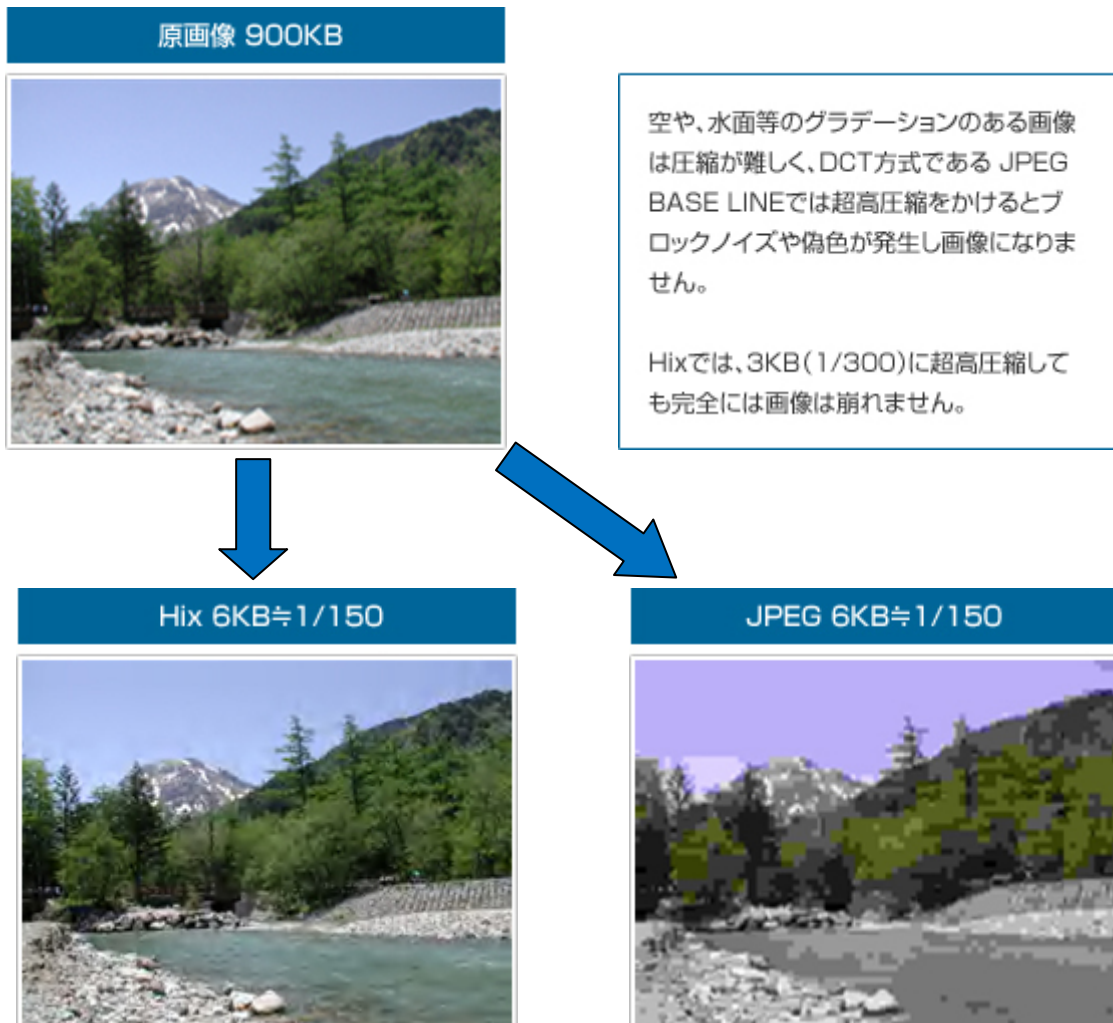 原画像 900KB
空や、水面等のグラデーションのある画像
は圧縮が難しく、DCT方式である JPEG
BASE LINEでは超高圧縮をかけるとブ
ロックノイズや偽色が発生し画像になりま
せん。
Hixでは、3KB(1/300)に超高圧縮して
も完全には画像は崩れません。
Hix 6KB≒1/150
JPEG 6KB≒1/150